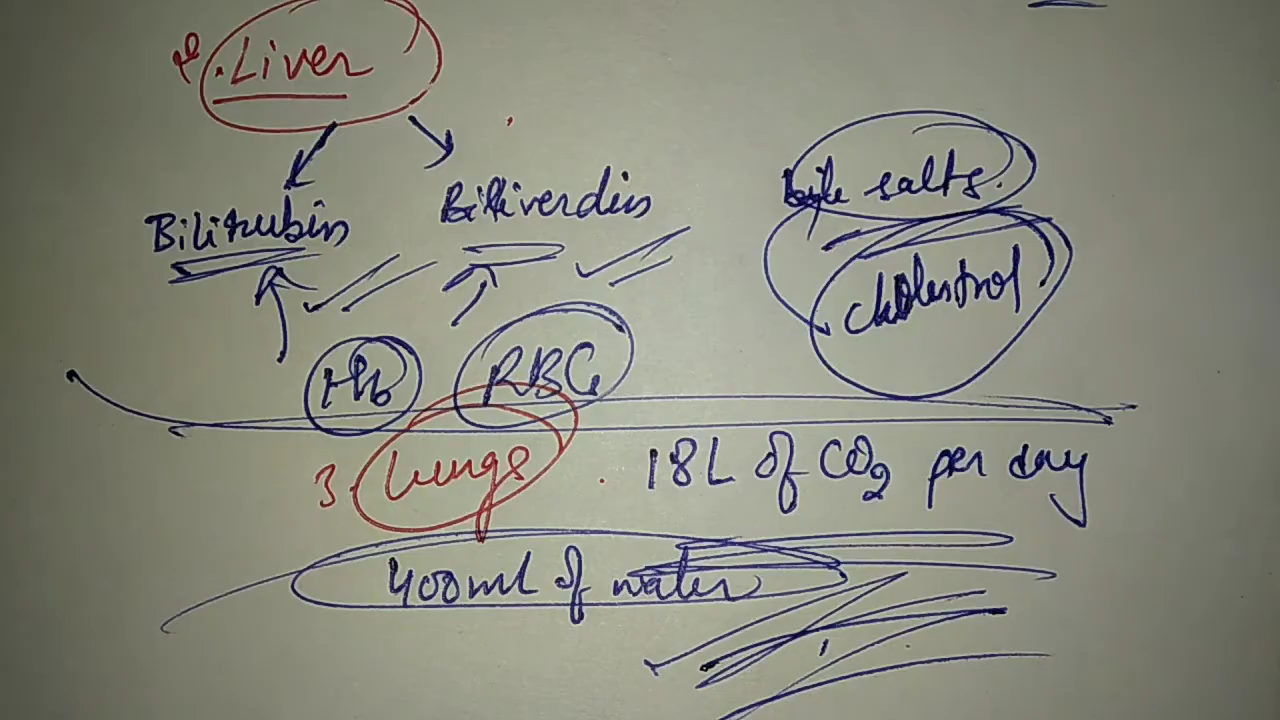 2. Liver
Bilirubin Biliverdin
bile salts.
cholestrol
Hb RBC
3. Lungs . 18L of CO2 per day
400ml of water